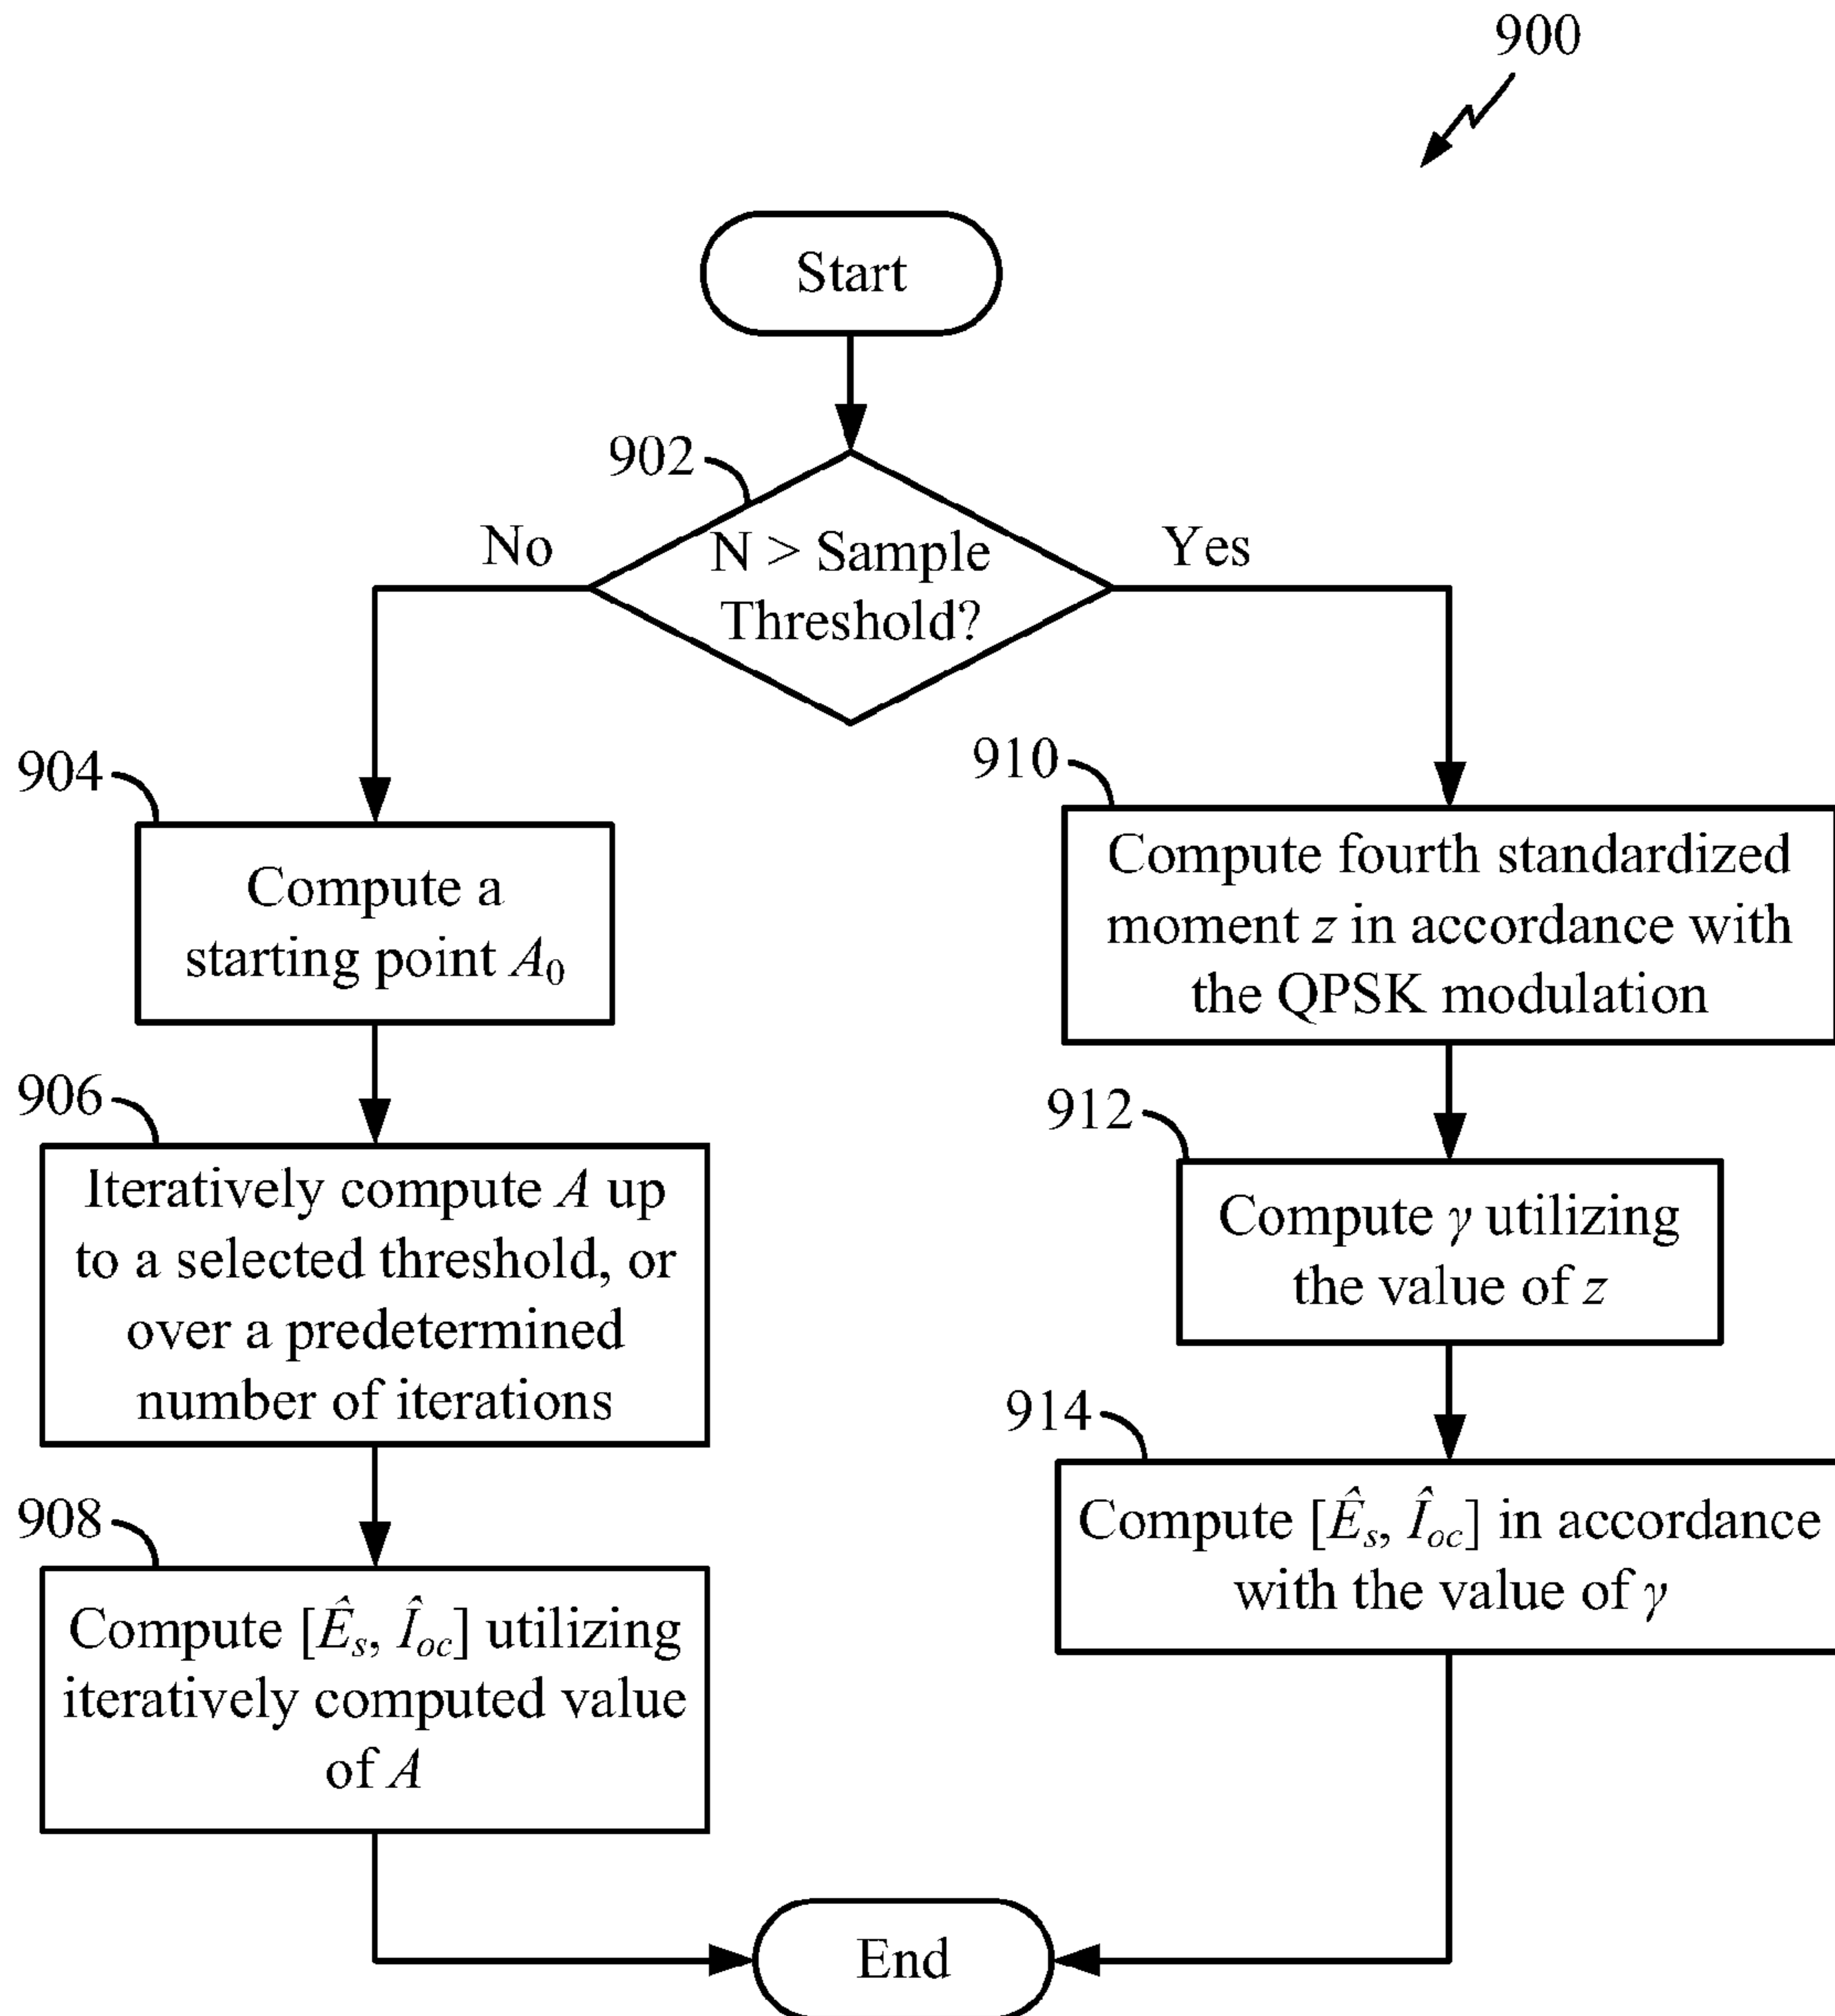 900
Start
902
No
N > Sample
Threshold?
Yes
904
Compute a
starting point A₀
906
Iteratively compute A up
to a selected threshold, or
over a predetermined
number of iterations
908
Compute [Êₛ, Î_oc] utilizing
iteratively computed value
of A
910
Compute fourth standardized
moment z in accordance with
the QPSK modulation
912
Compute γ utilizing
the value of z
914
Compute [Êₛ, Î_oc] in accordance
with the value of γ
End